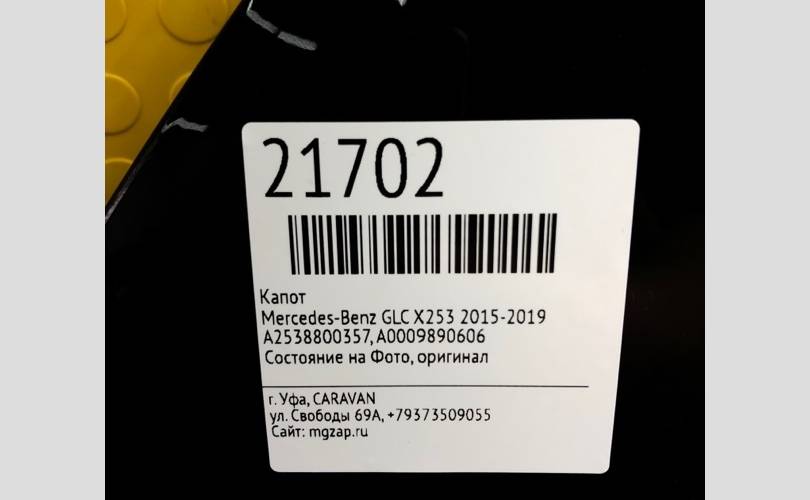 21702
Капот
Mercedes-Benz GLC X253 2015-2019
A2538800357, A0009890606
Состояние на Фото, оригинал
г. Уфа, CARAVAN
ул. Свободы 69А, +79373509055
Сайт: mgzap.ru